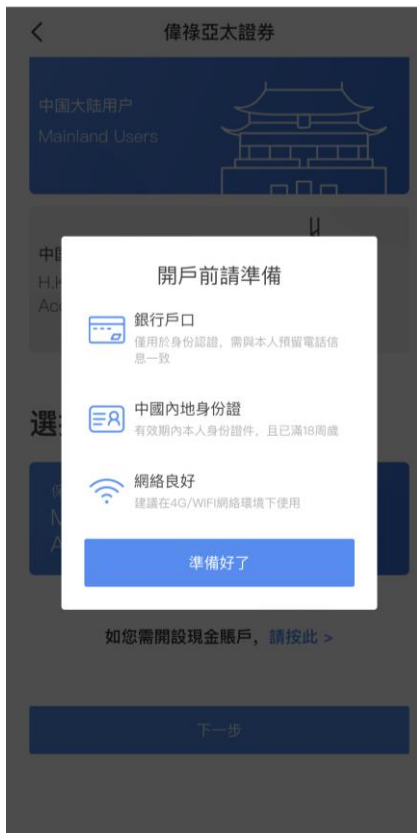 偉祿亞太證券
中国大陆用户
Mainland Users
中国
H.K
Acc
開戶前請準備
銀行戶口
僅用於身份認證，需與本人預留電話信
息一致
選
中國內地身份證
有效期內本人身份證件，且已滿18周歲
網絡良好
建議在4G/WIFI網絡環境下使用
準備好了
如您需開設現金賬戶，請按此 >
下一步